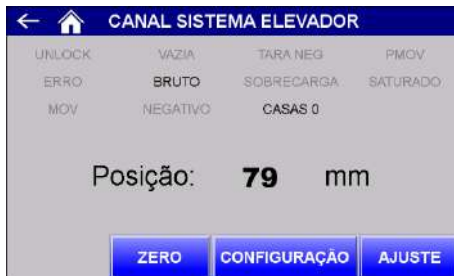 CANAL SISTEMA ELEVADOR
UNLOCK VAZIA TARA NEG PMOV
ERRO BRUTO SOBRECARGA SATURADO
MOV NEGATIVO CASAS 0
Posição: 79 mm
ZERO CONFIGURAÇÃO AJUSTE